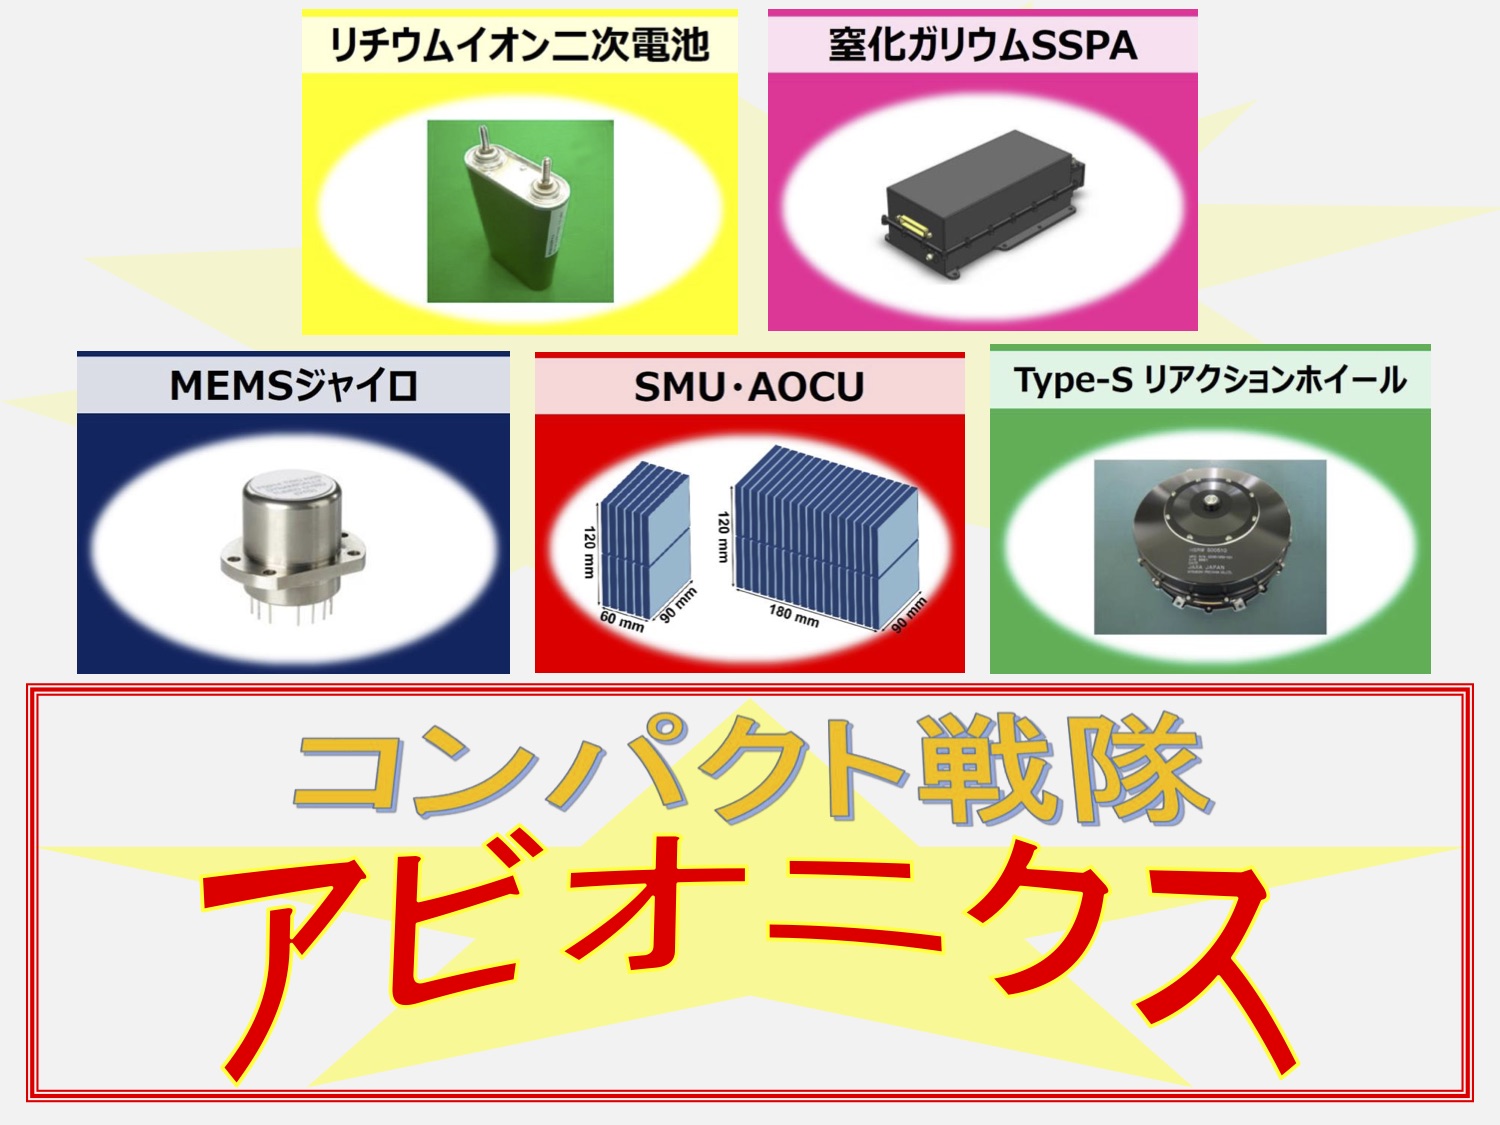 リチウムイオン二次電池
窒化ガリウムSSPA
MEMSジャイロ
SMU・AOCU
Type-S リアクションホイール
120 mm
60 mm
90 mm
120 mm
180 mm
90 mm
JAXA JAPAN
コンパクト戦隊
アビオニクス